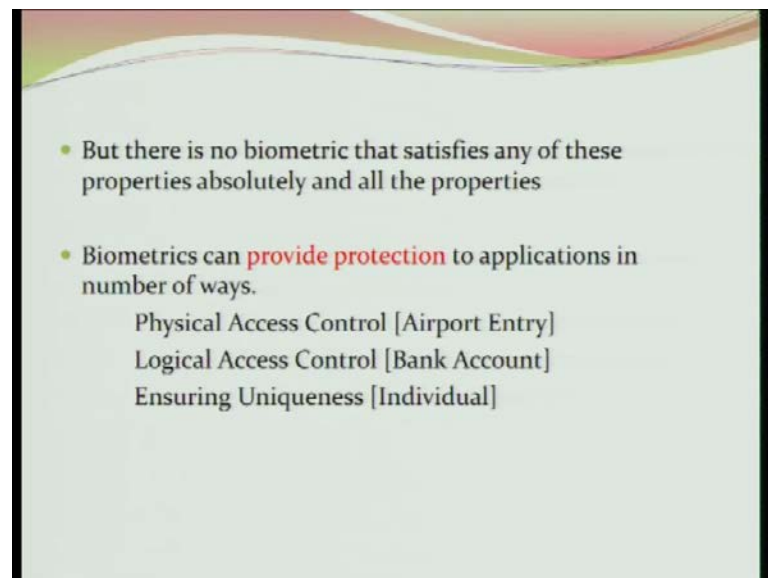 But there is no biometric that satisfies any of these
properties absolutely and all the properties
Biometrics can provide protection to applications in
number of ways.
Physical Access Control [Airport Entry]
Logical Access Control [Bank Account]
Ensuring Uniqueness [Individual]